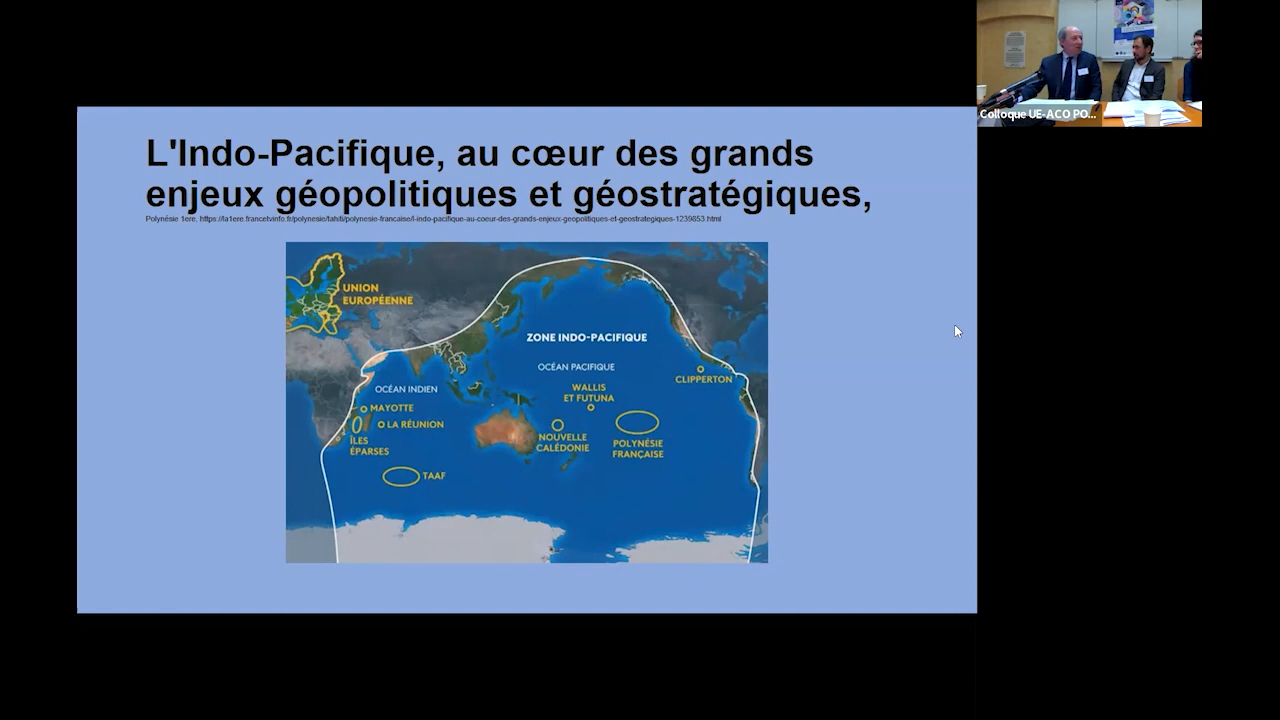 L'Indo-Pacifique, au cœur des grands
enjeux géopolitiques et géostratégiques,
Polynésie 1ere, https://la1ere.francetvinfo.fr/polynesie/tahiti/polynesie-francaise/l-indo-pacifique-au-coeur-des-grands-enjeux-geopolitiques-et-geostrategiques-1239853.html
UNION
EUROPÉENNE
ZONE INDO-PACIFIQUE
OCÉAN PACIFIQUE
CLIPPERTON
OCÉAN INDIEN
WALLIS
ET FUTUNA
MAYOTTE
LA RÉUNION
ÎLES
ÉPARSES
NOUVELLE
CALÉDONIE
POLYNÉSIE
FRANÇAISE
TAAF
Colloque UE-ACO PO...